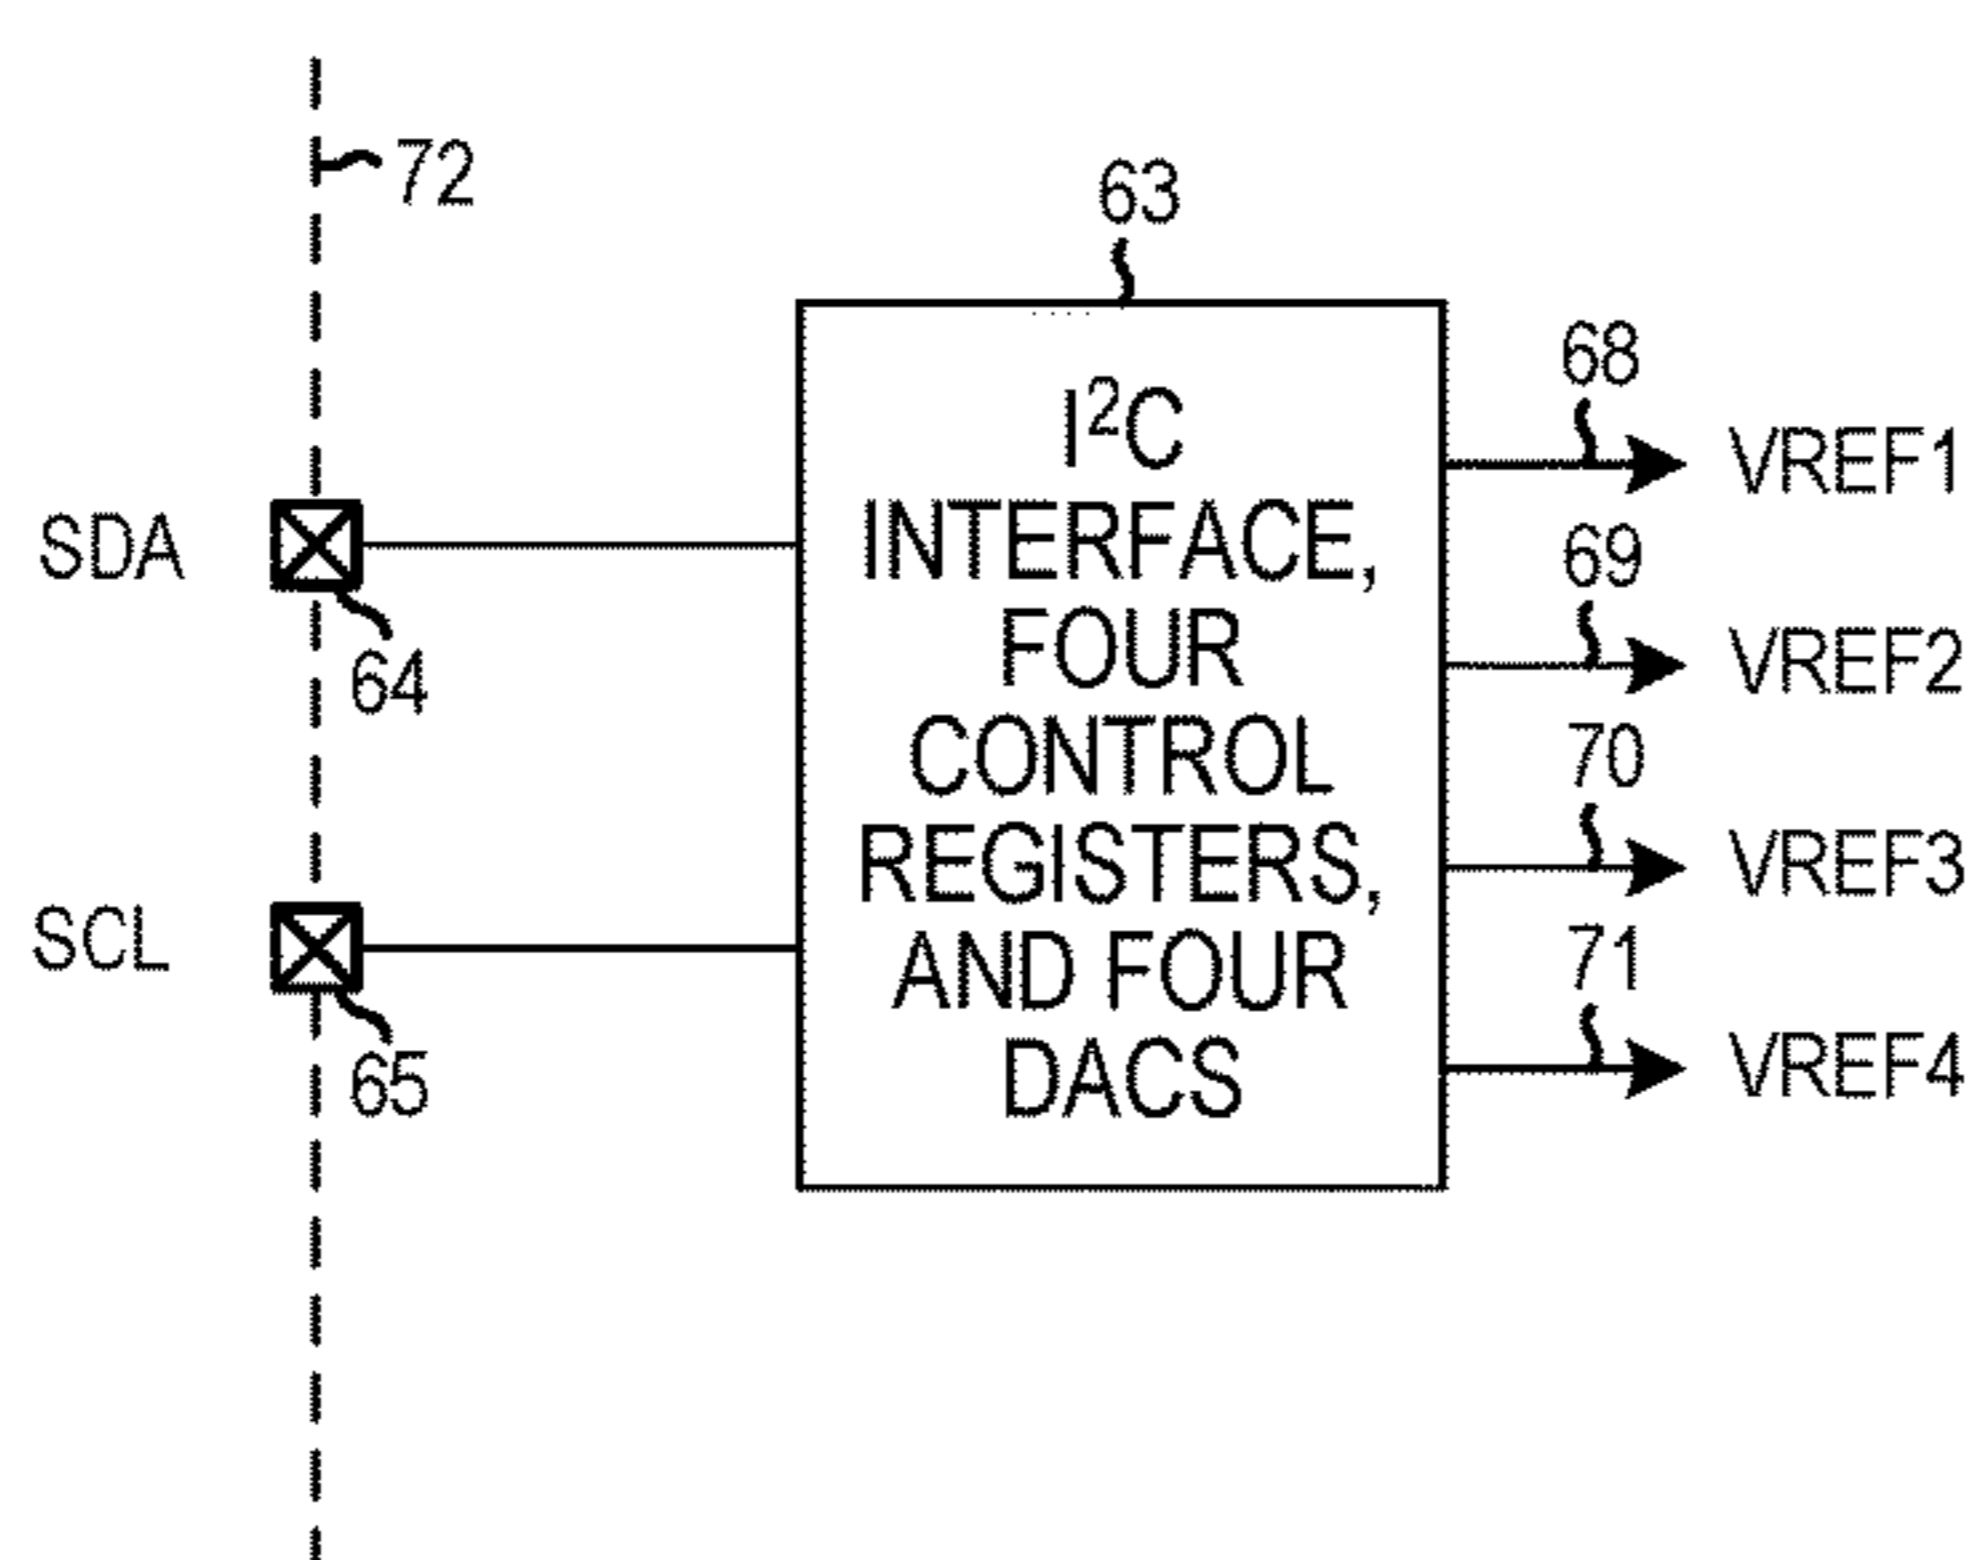 72
63
68
I²C
VREF1
INTERFACE,
SDA
69
FOUR
VREF2
64
CONTROL
70
REGISTERS,
VREF3
SCL
71
AND FOUR
65
DACS
VREF4